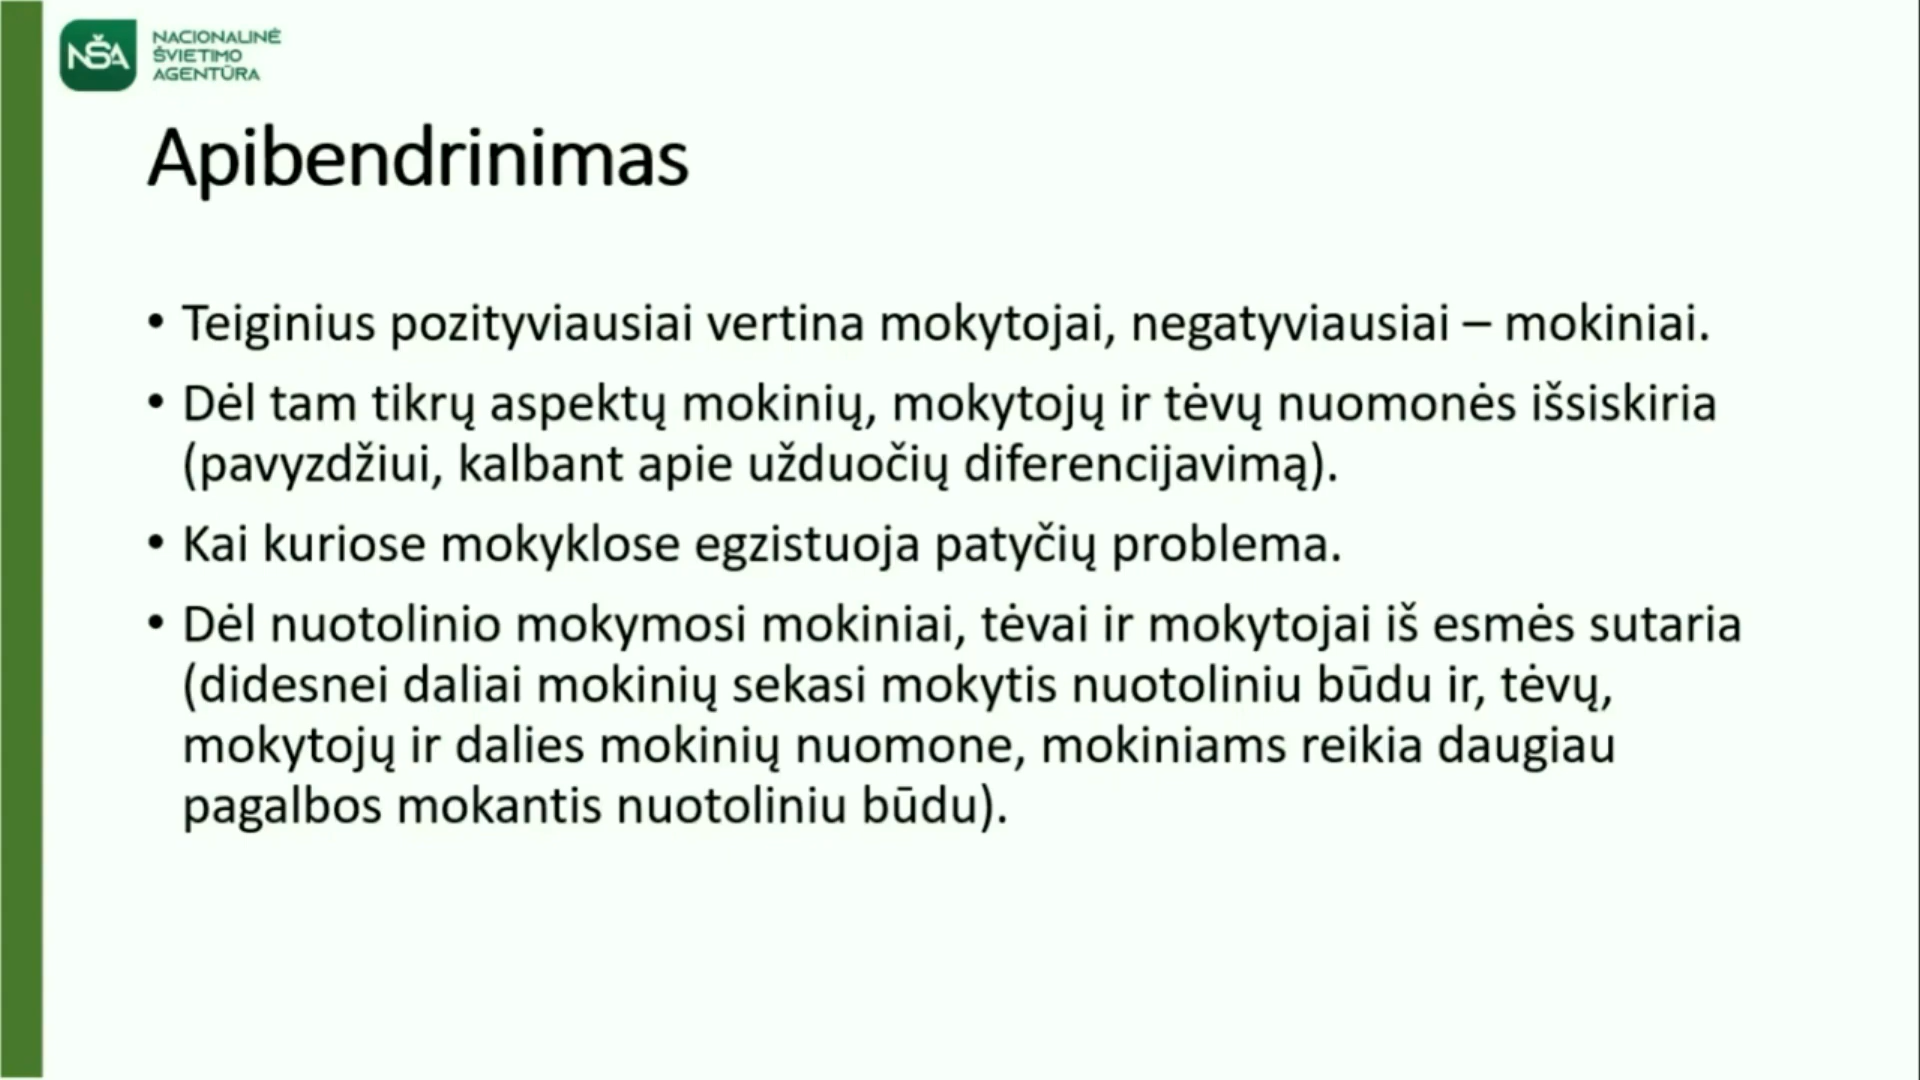 NŠA
NACIONALINĖ
ŠVIETIMO
AGENTŪRA
Apibendrinimas
• Teiginius pozityviausiai vertina mokytojai, negatyviausiai – mokiniai.
• Dėl tam tikrų aspektų mokinių, mokytojų ir tėvų nuomonės išsiskiria
(pavyzdžiui, kalbant apie užduočių diferencijavimą).
• Kai kuriose mokyklose egzistuoja patyčių problema.
• Dėl nuotolinio mokymosi mokiniai, tėvai ir mokytojai iš esmės sutaria
(didesnei daliai mokinių sekasi mokytis nuotoliniu būdu ir, tėvų,
mokytojų ir dalies mokinių nuomone, mokiniams reikia daugiau
pagalbos mokantis nuotoliniu būdu).